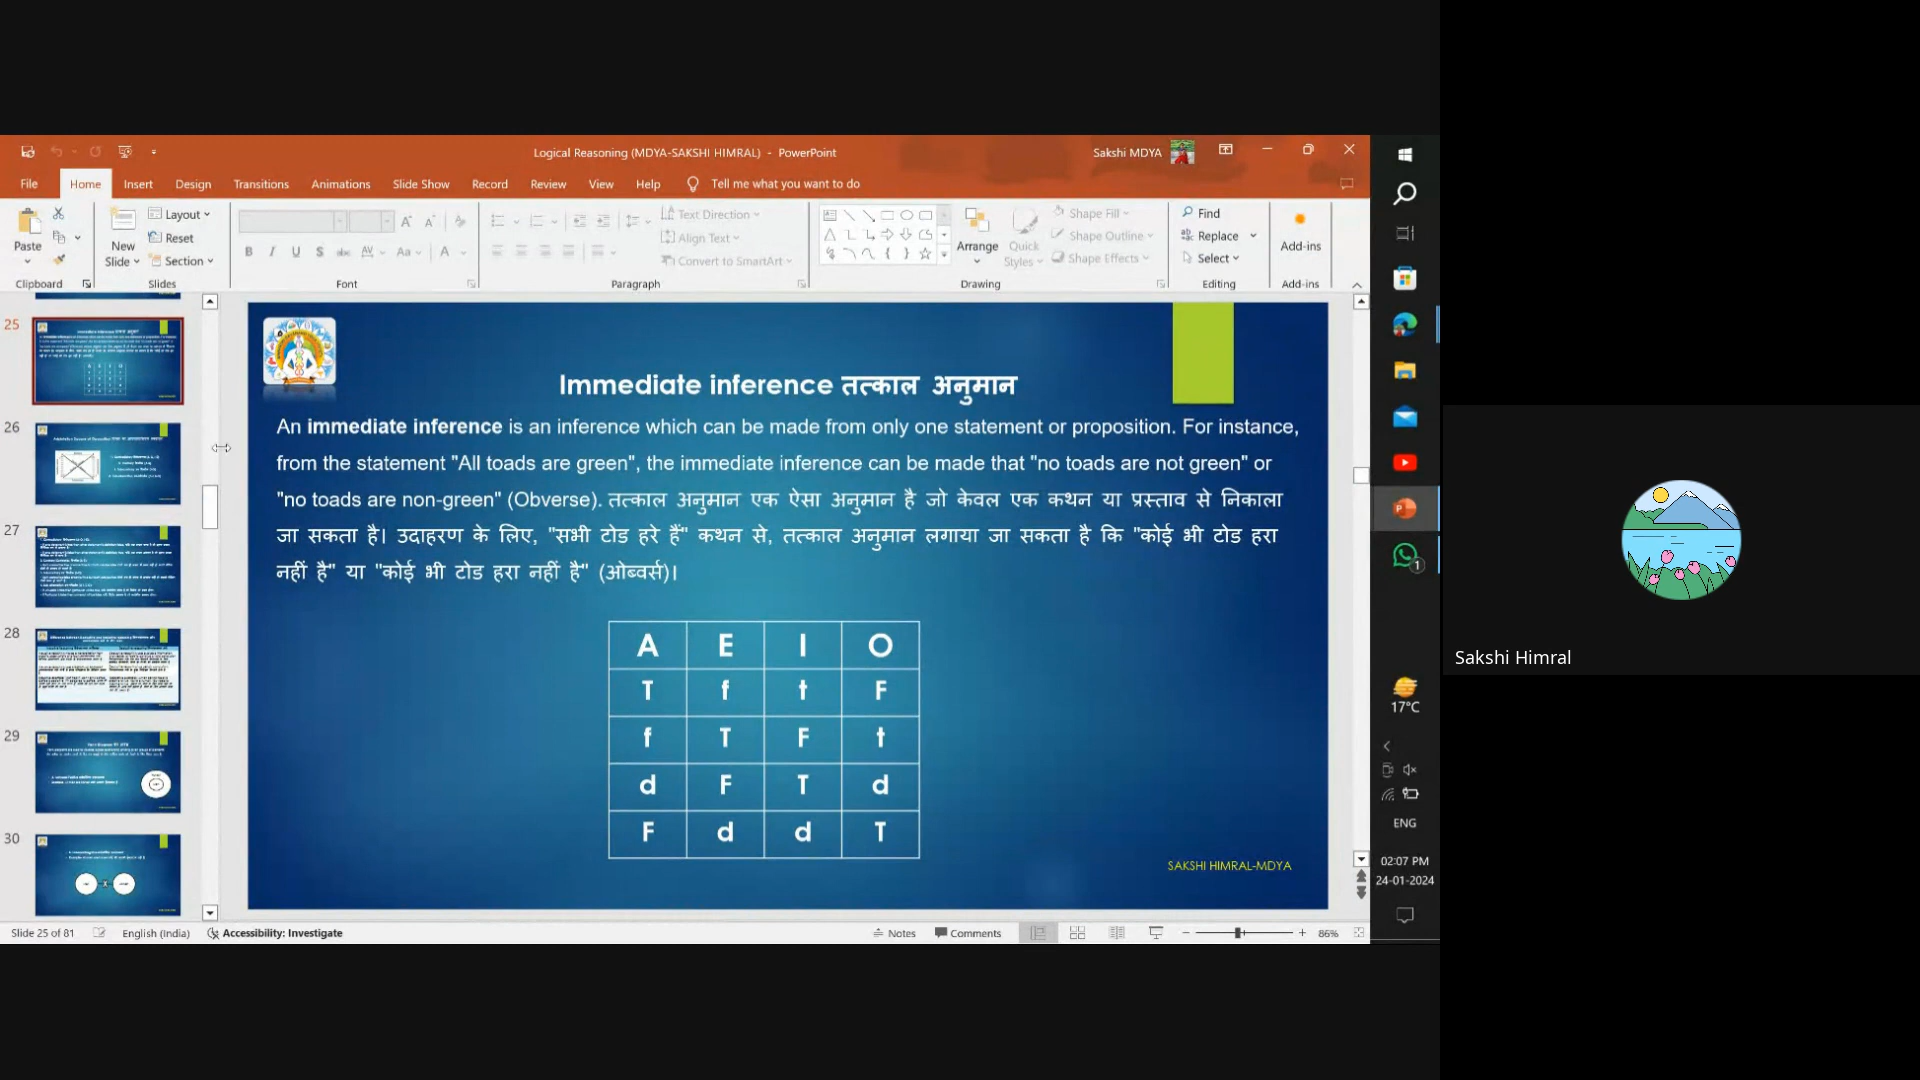 Logical Reasoning (MDYA-SAKSHI HIMRAL) - PowerPoint
Sakshi MDYA
File Home Insert Design Transitions Animations Slide Show Record Review View Help Tell me what you want to do
Paste
New
Slide
Layout
Reset
Section
Text Direction
Align Text
Convert to SmartArt
Arrange
Quick
Styles
Shape Fill
Shape Outline
Shape Effects
Find
Replace
Select
Add-ins
Clipboard Slides Font Paragraph Drawing Editing Add-ins
25
26
27
28
29
30
Immediate inference तत्काल अनुमान
An immediate inference is an inference which can be made from only one statement or proposition. For instance,
from the statement "All toads are green", the immediate inference can be made that "no toads are not green" or
"no toads are non-green" (Obverse). तत्काल अनुमान एक ऐसा अनुमान है जो केवल एक कथन या प्रस्ताव से निकाला
जा सकता है। उदाहरण के लिए, "सभी टोड हरे हैं" कथन से, तत्काल अनुमान लगाया जा सकता है कि "कोई भी टोड हरा
नहीं है" या "कोई भी टोड हरा नहीं है" (ओब्वर्स)।
A E I O
T f t F
f T F t
d F T d
F d d T
SAKSHI HIMRAL-MDYA
Slide 25 of 81 English (India) Accessibility: Investigate Notes Comments 86%
17°C
ENG
02:07 PM
24-01-2024
Sakshi Himral